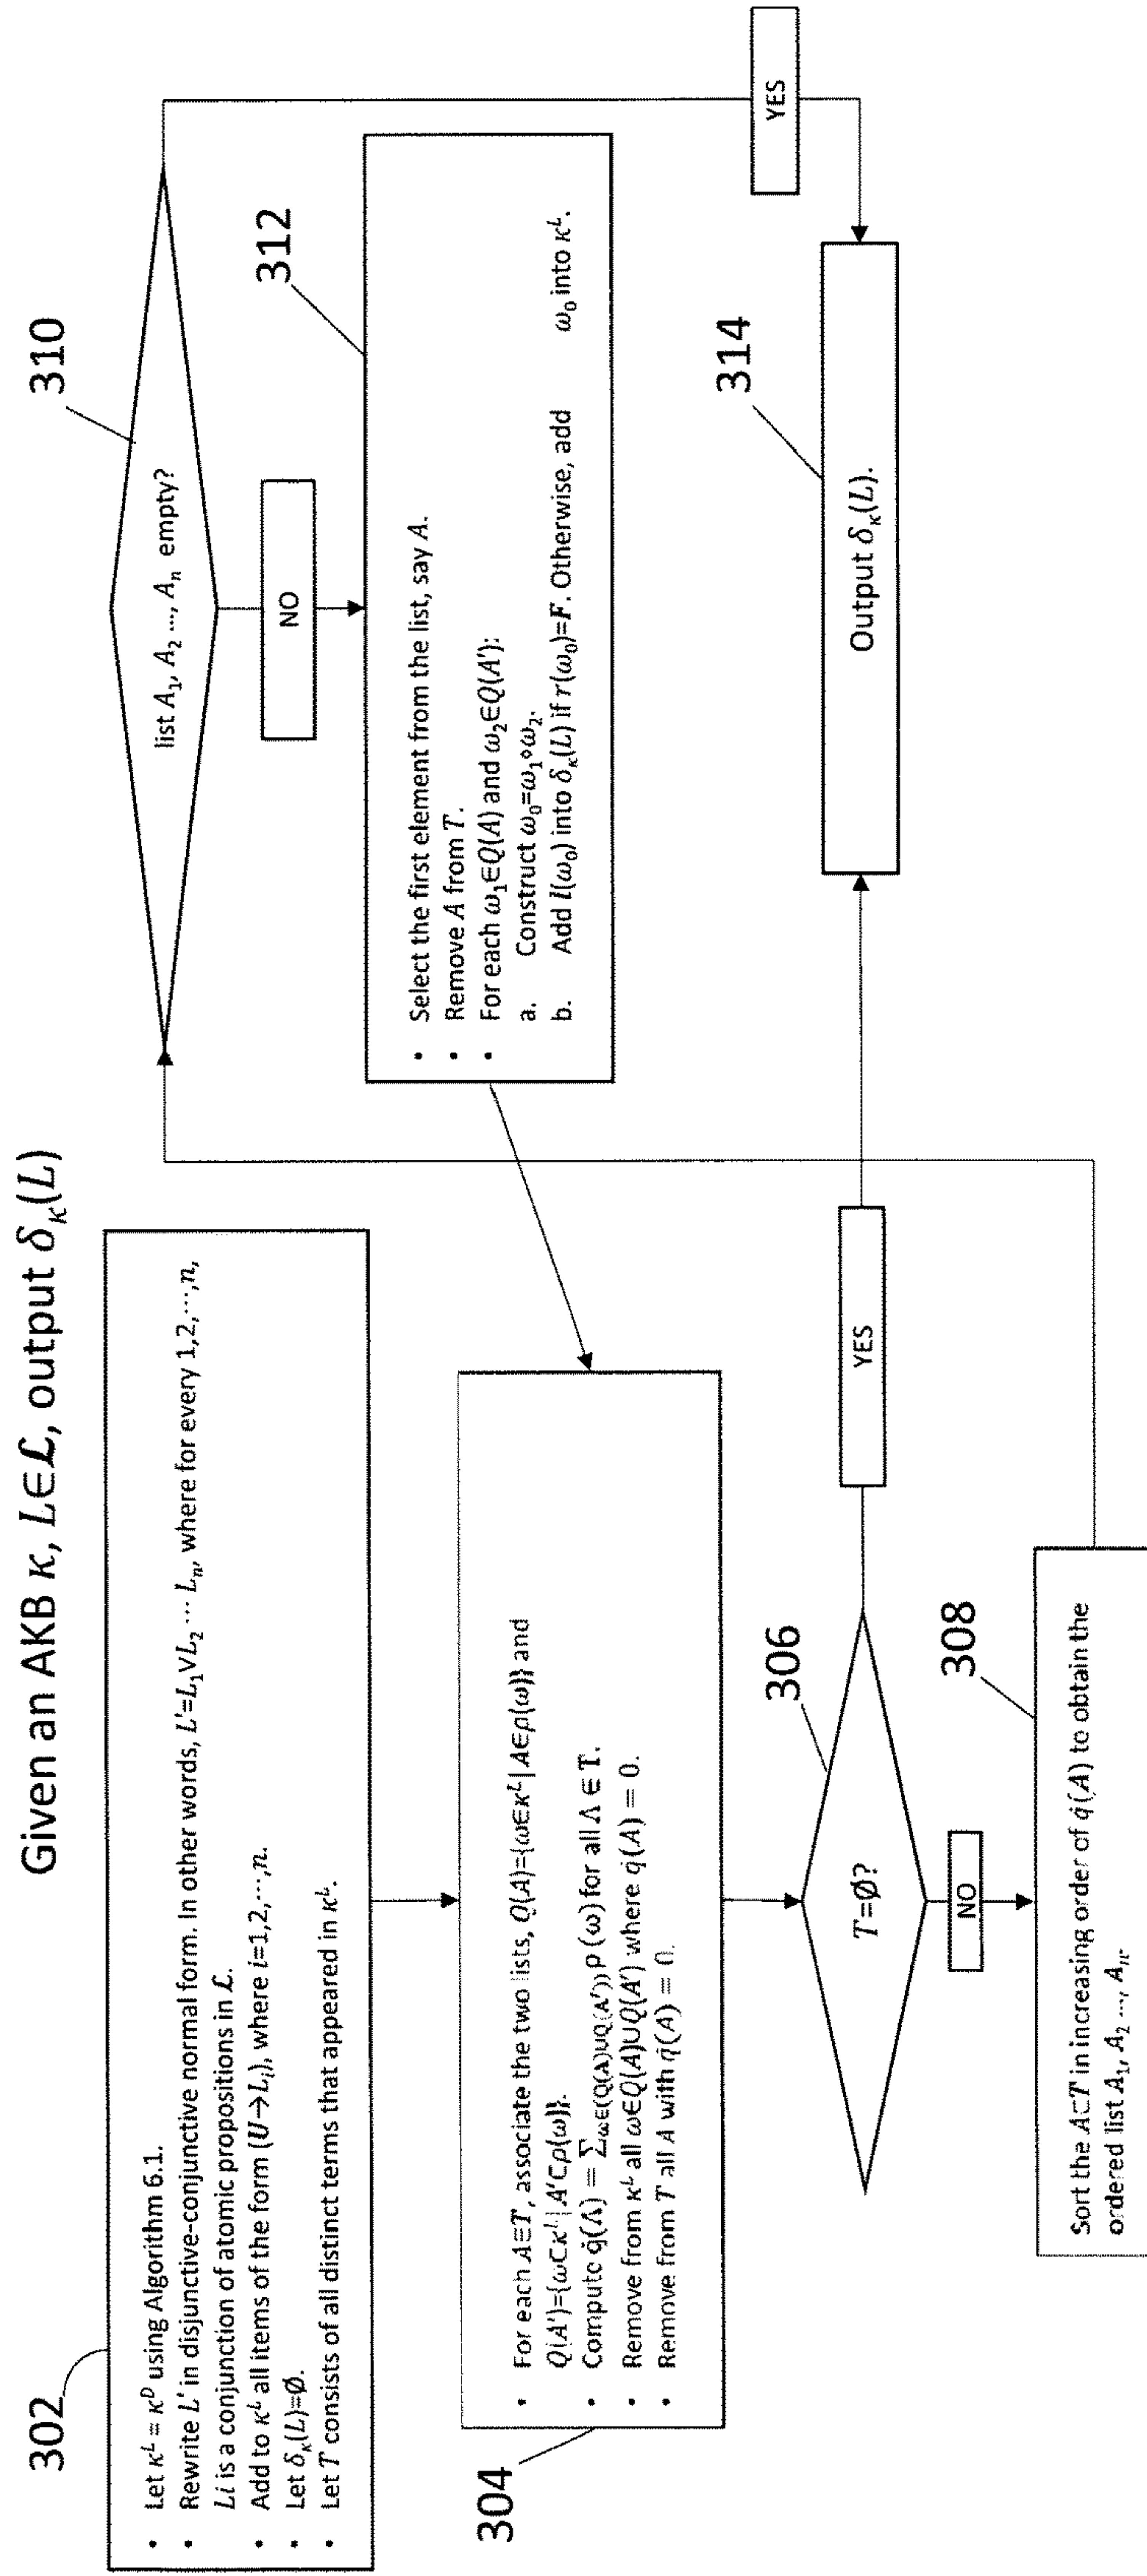 Given an AKB κ, L∈ℒ, output δκ(L)
302
• Let κᴸ = κᴰ using Algorithm 6.1.
Rewrite L' in disjunctive-conjunctive normal form. In other words, L'=L₁∨L₂ ⋯ Lₙ, where for every 1,2,⋯,n,
Li is a conjunction of atomic propositions in ℒ.
• Add to κᴸ all items of the form (U→Lᵢ), where i=1,2,⋯,n.
• Let δκ(L)=Ø.
• Let T consists of all distinct terms that appeared in κᴸ.
304
• For each A∈T, associate the two lists, Q(A)={ω∈κᴸ| A∈ρ(ω)} and
Q(A')={ω∈κᴸ| A'∈ρ(ω)}.
• Compute q̇(A) = ∑ω∈(Q(A)∪Q(A')) ρ(ω) for all A ∈ T.
• Remove from κᴸ all ω∈Q(A)∪Q(A') where q̇(A) = 0.
• Remove from T all A with q̇(A) = 0.
306
T=Ø?
YES
NO
308
Sort the A∈T in increasing order of q̇(A) to obtain the
ordered list A₁, A₂ ..., Aₙ.
310
list A₁, A₂ ..., Aₙ empty?
NO
YES
312
• Select the first element from the list, say A.
• Remove A from T.
• For each ω₁∈Q(A) and ω₂∈Q(A'):
a. Construct ω₀=ω₁⋄ω₂.
b. Add l(ω₀) into δκ(L) if r(ω₀)=F. Otherwise, add ω₀ into κᴸ.
314
Output δκ(L).